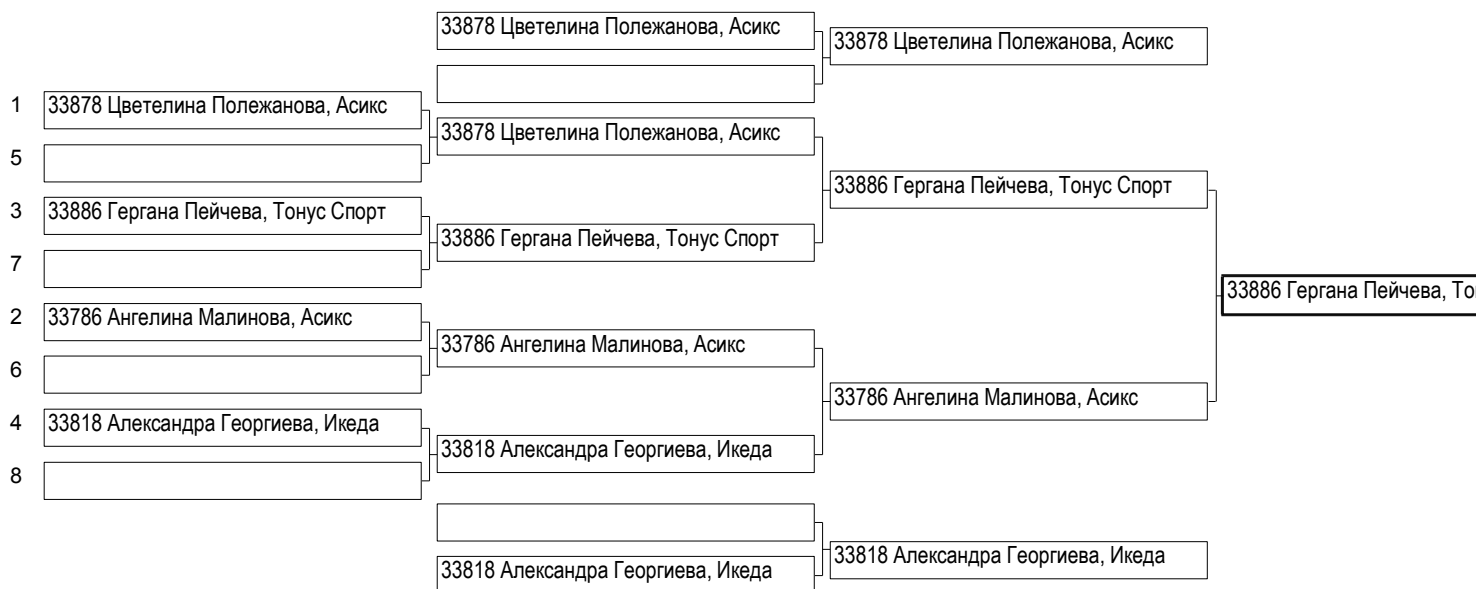 33878 Цветелина Полежанова, Асикс
33878 Цветелина Полежанова, Асикс
1 33878 Цветелина Полежанова, Асикс
33878 Цветелина Полежанова, Асикс
5
33886 Гергана Пейчева, Тонус Спорт
3 33886 Гергана Пейчева, Тонус Спорт
33886 Гергана Пейчева, Тонус Спорт
7
33886 Гергана Пейчева,
2 33786 Ангелина Малинова, Асикс
33786 Ангелина Малинова, Асикс
6
33786 Ангелина Малинова, Асикс
4 33818 Александра Георгиева, Икеда
33818 Александра Георгиева, Икеда
8
33818 Александра Георгиева, Икеда
33818 Александра Георгиева, Икеда